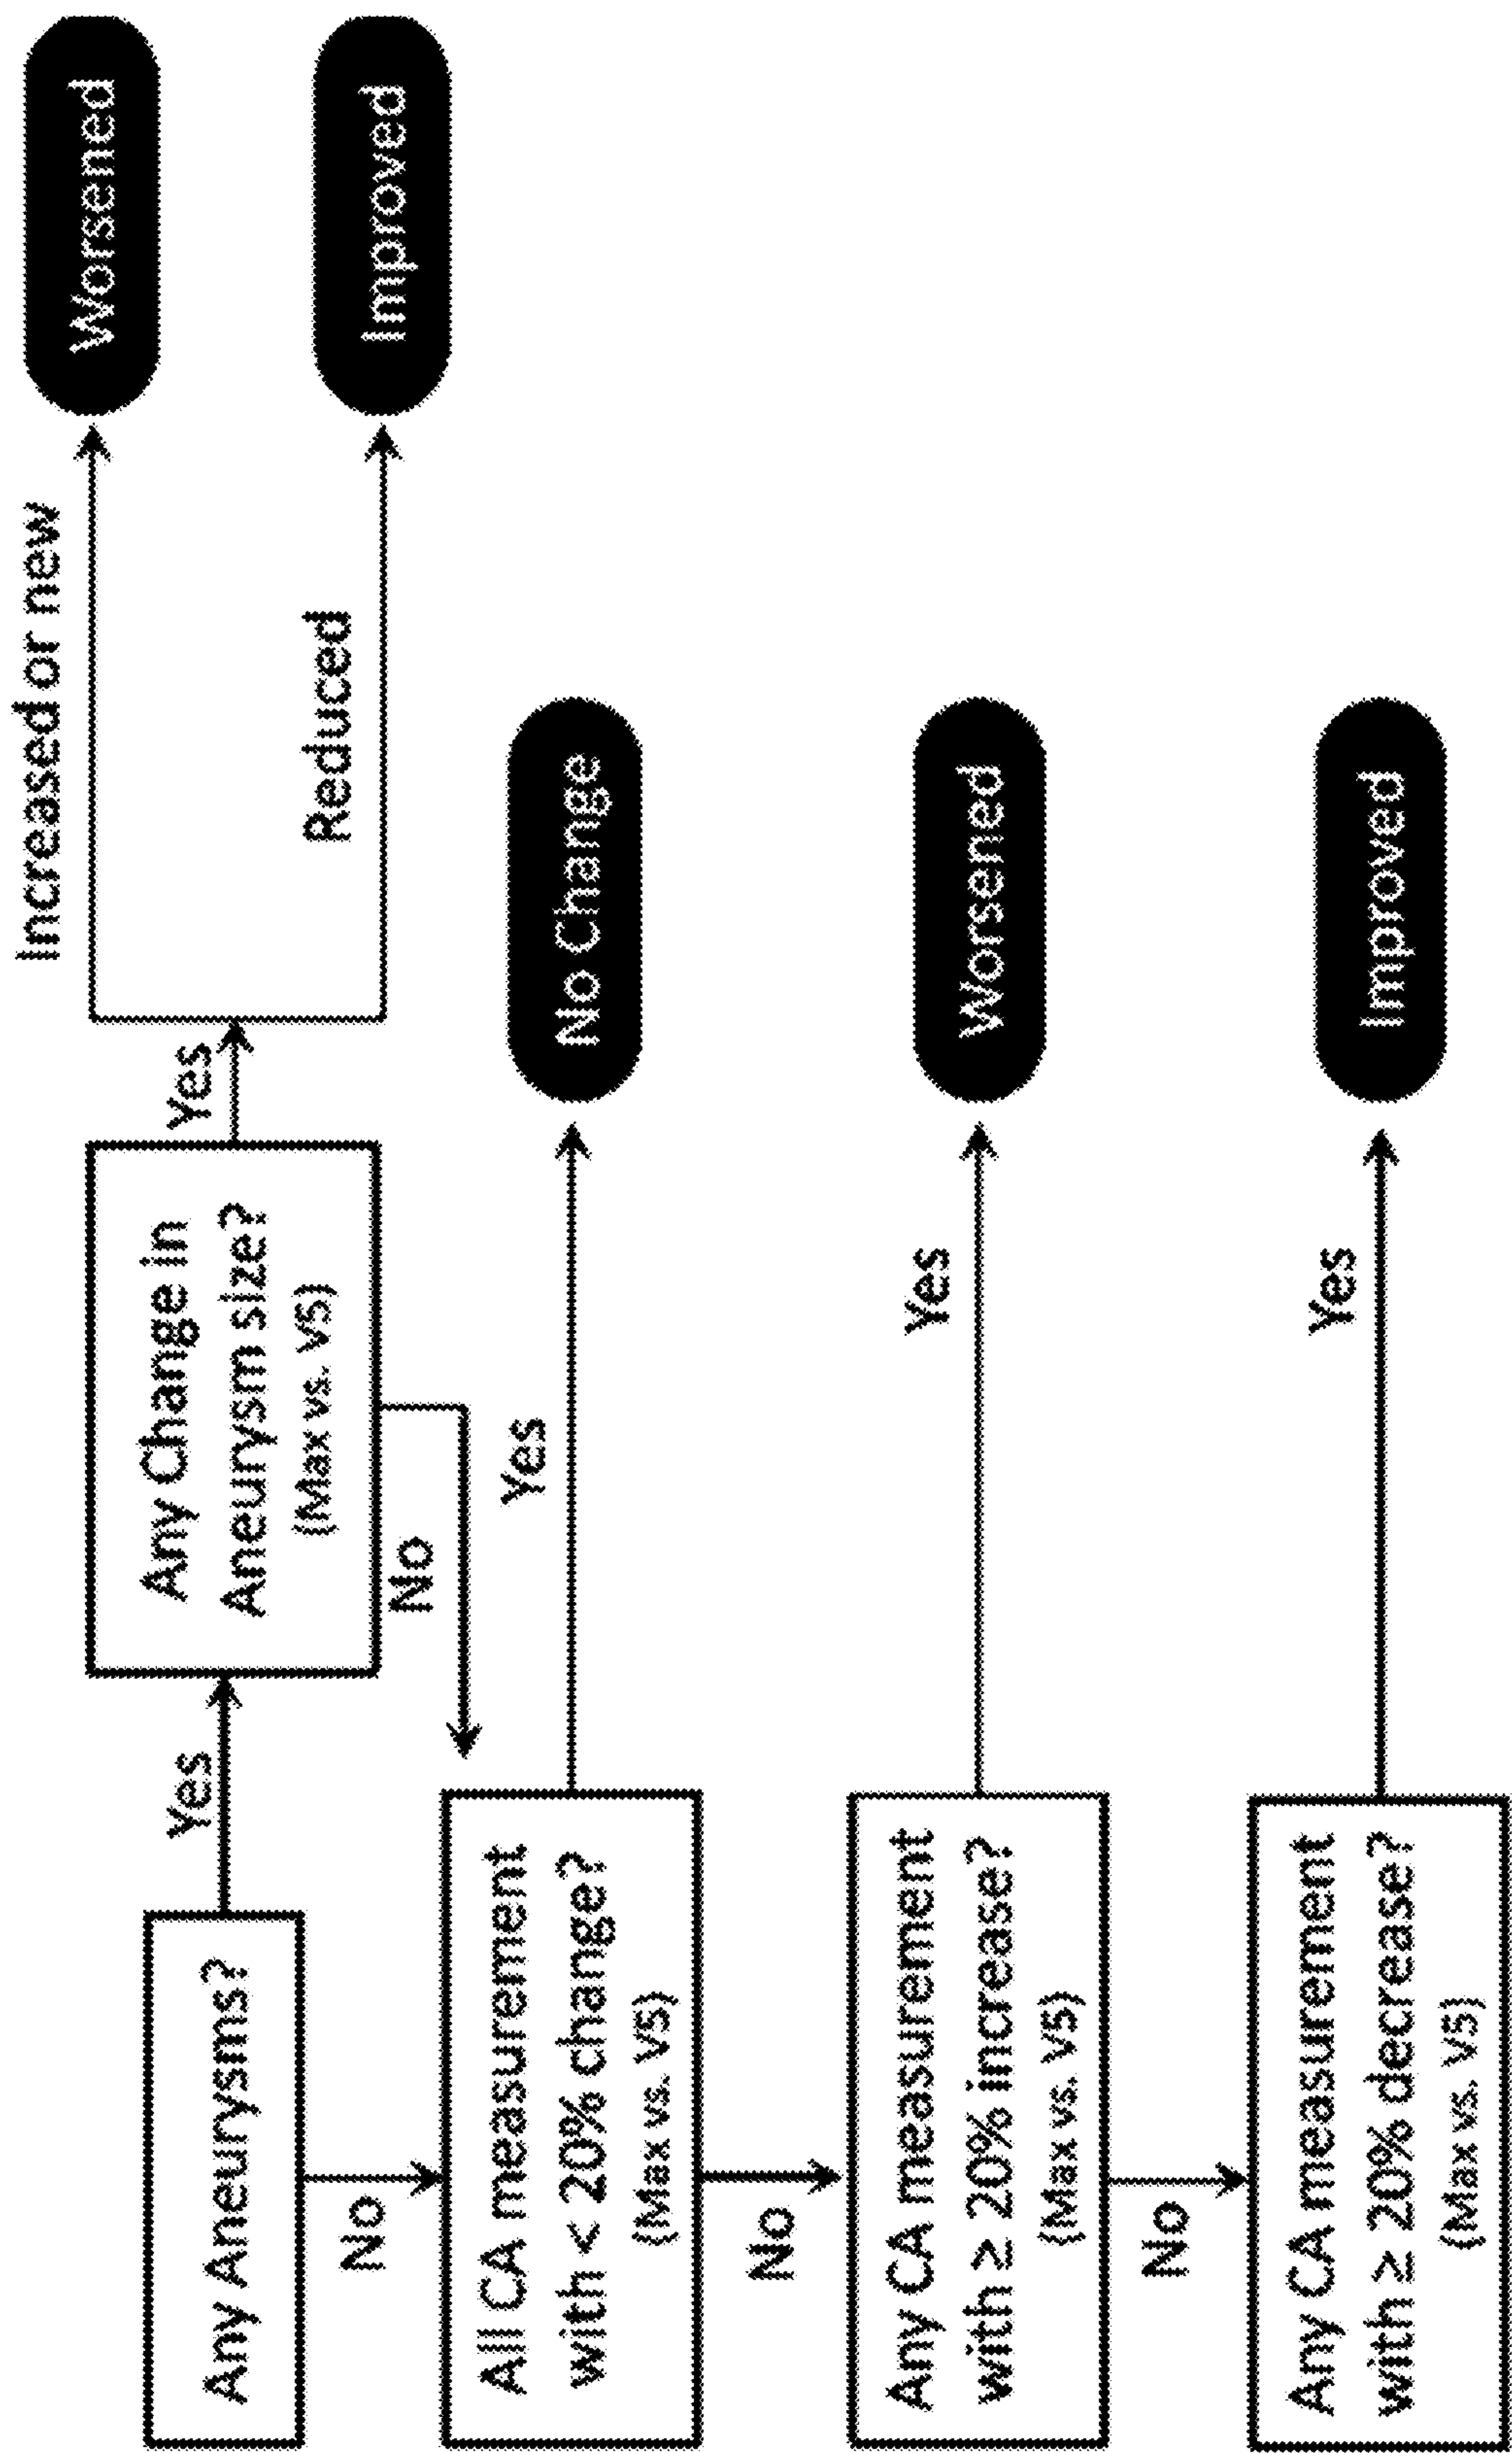 Any Aneurysms?
Yes
Any Change in
Aneurysm size?
(Max vs. V5)
Yes
Increased or new
Worsened
Reduced
Improved
No
No
All CA measurement
with < 20% change?
(Max vs. V5)
Yes
No Change
No
Any CA measurement
with ≥ 20% increase?
(Max vs. V5)
Yes
Worsened
No
Any CA measurement
with ≥ 20% decrease?
(Max vs. V5)
Yes
Improved